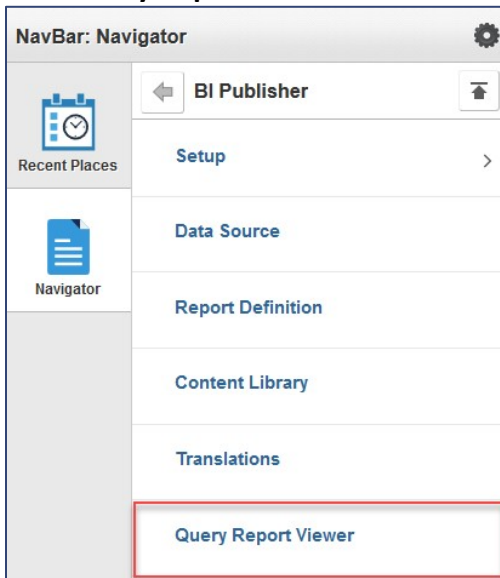 NavBar: Navigator
BI Publisher
Recent Places
Setup
Data Source
Navigator
Report Definition
Content Library
Translations
Query Report Viewer